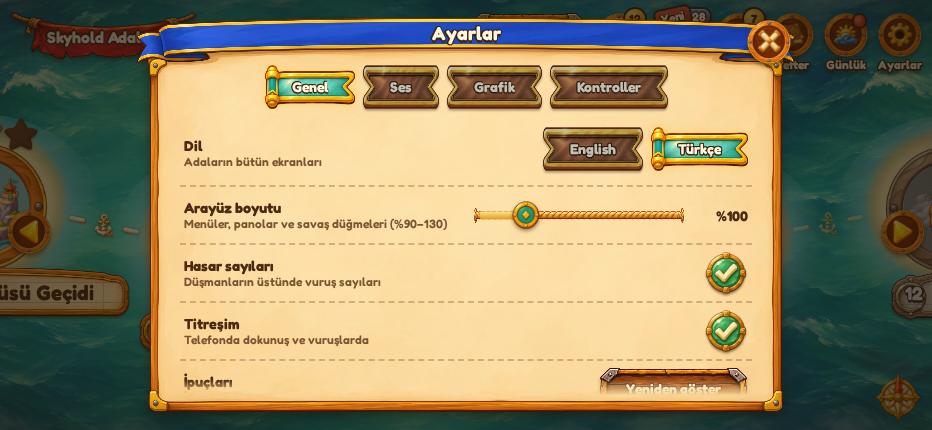 Skyhold Ada
Ayarlar
12
Yeni 28
7
Günlük
Ayarlar
Genel
Ses
Grafik
Kontroller
Dil
Adaların bütün ekranları
English
Türkçe
Arayüz boyutu
Menüler, panolar ve savaş düğmeleri (%90–130)
%100
Hasar sayıları
Düşmanların üstünde vuruş sayıları
üsü Geçidi
12
Titreşim
Telefonda dokunuş ve vuruşlarda
İpuçları
Yeniden göster